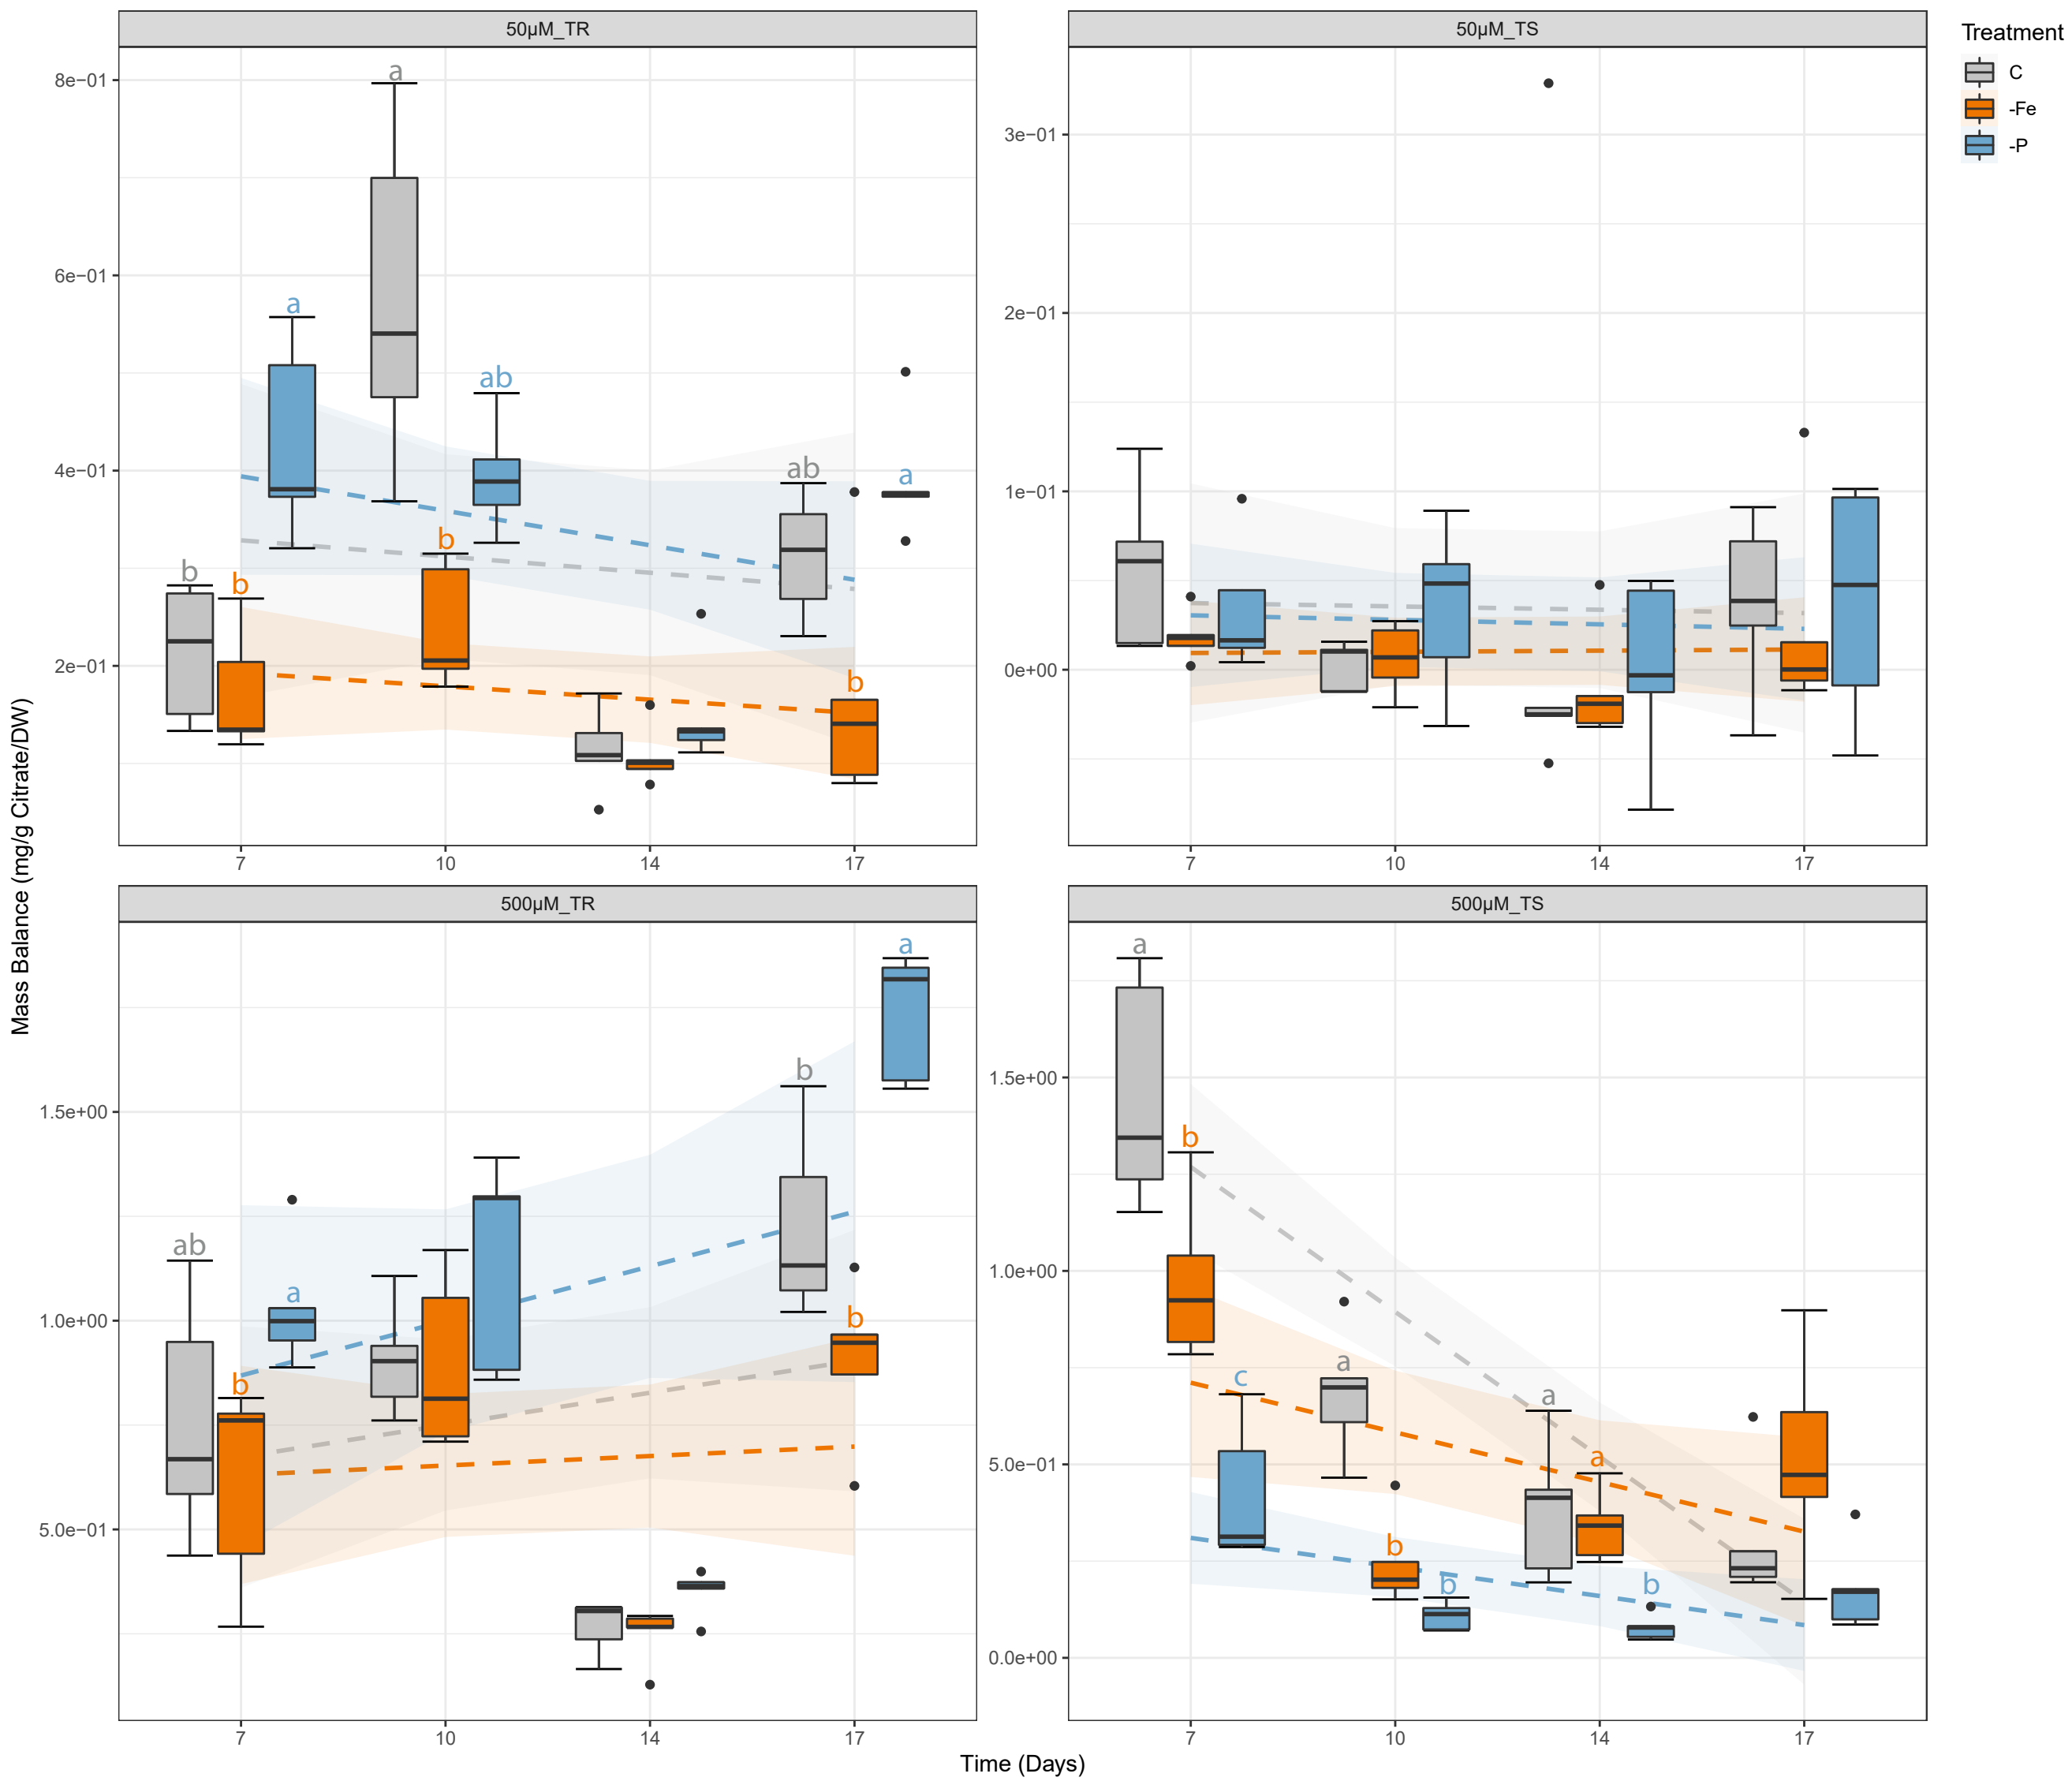 50µM_TR
50µM_TS
Treatment
C
-Fe
-P
8e−01
6e−01
4e−01
2e−01
a
a
ab
b
b
b
ab
a
b
7
10
14
17
3e−01
2e−01
1e−01
0e+00
7
10
14
17
Mass Balance (mg/g Citrate/DW)
500µM_TR
500µM_TS
1.5e+00
1.0e+00
5.0e−01
a
b
ab
a
b
b
7
10
14
17
1.5e+00
1.0e+00
5.0e−01
0.0e+00
a
b
c
a
a
a
b
b
b
7
10
14
17
Time (Days)